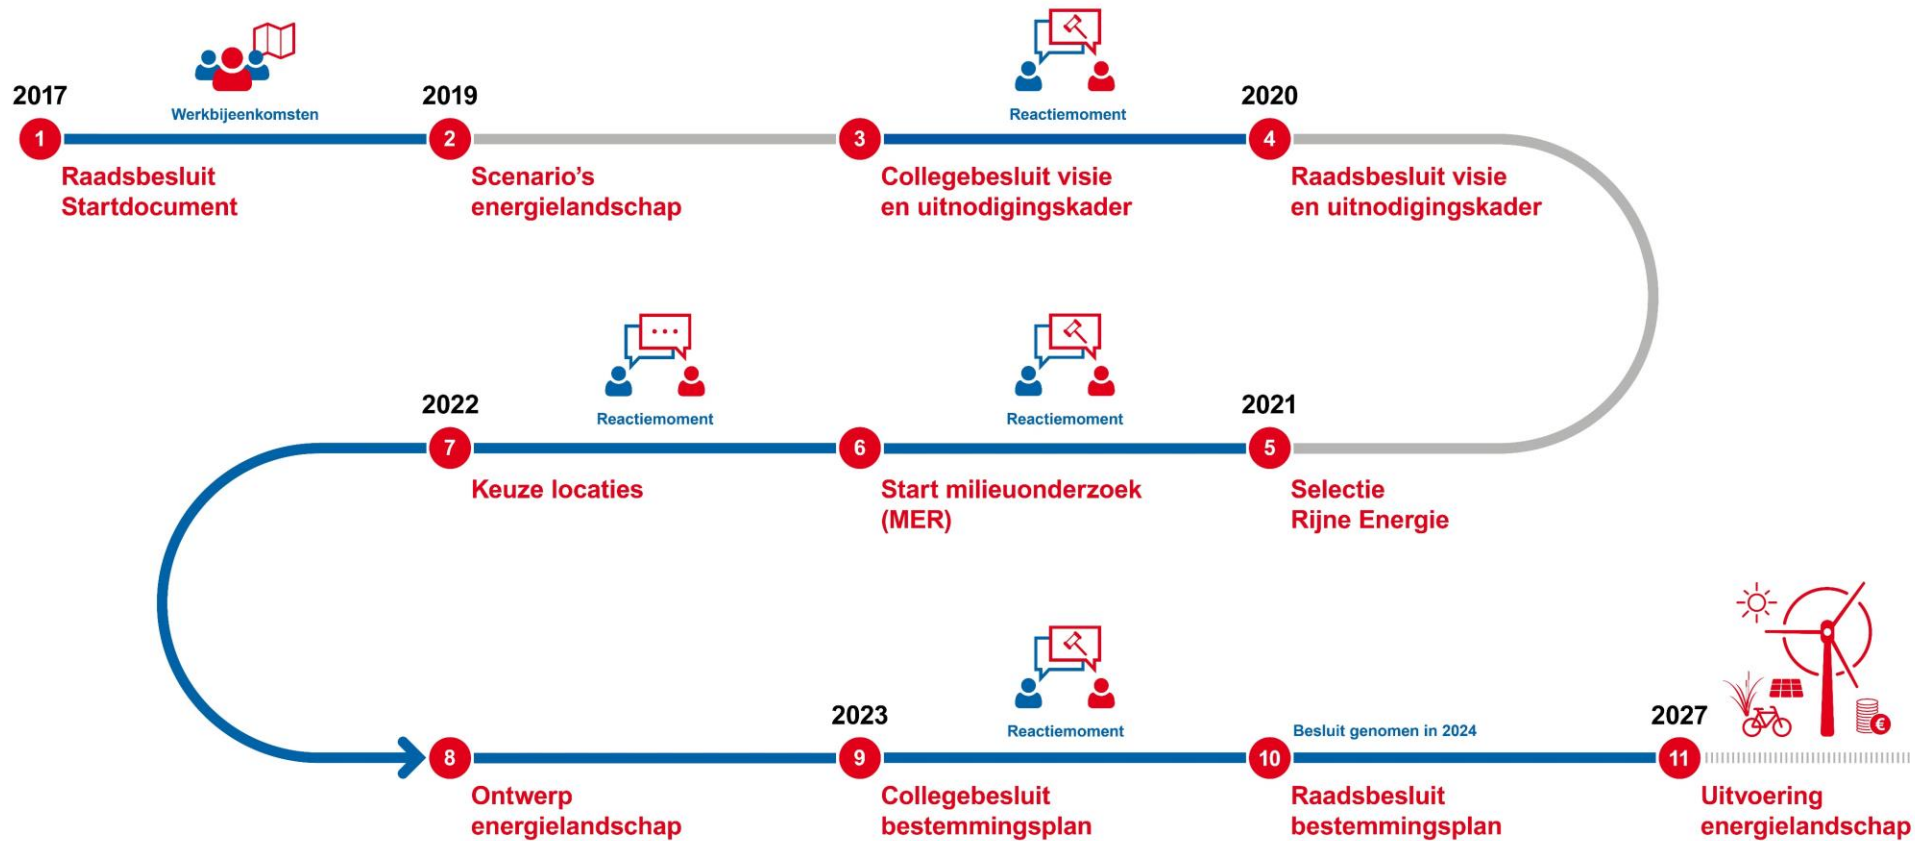 2017
Werkbijeenkomsten
1
Raadsbesluit
Startdocument
2019
2
Scenario's
energielandschap
3
Collegebesluit visie
en uitnodigingskader
Reactiemoment
2020
4
Raadsbesluit visie
en uitnodigingskader
2021
5
Selectie
Rijne Energie
Reactiemoment
6
Start milieuonderzoek
(MER)
Reactiemoment
2022
7
Keuze locaties
8
Ontwerp
energielandschap
2023
9
Collegebesluit
bestemmingsplan
Reactiemoment
10
Raadsbesluit
bestemmingsplan
Besluit genomen in 2024
2027
11
Uitvoering
energielandschap
€